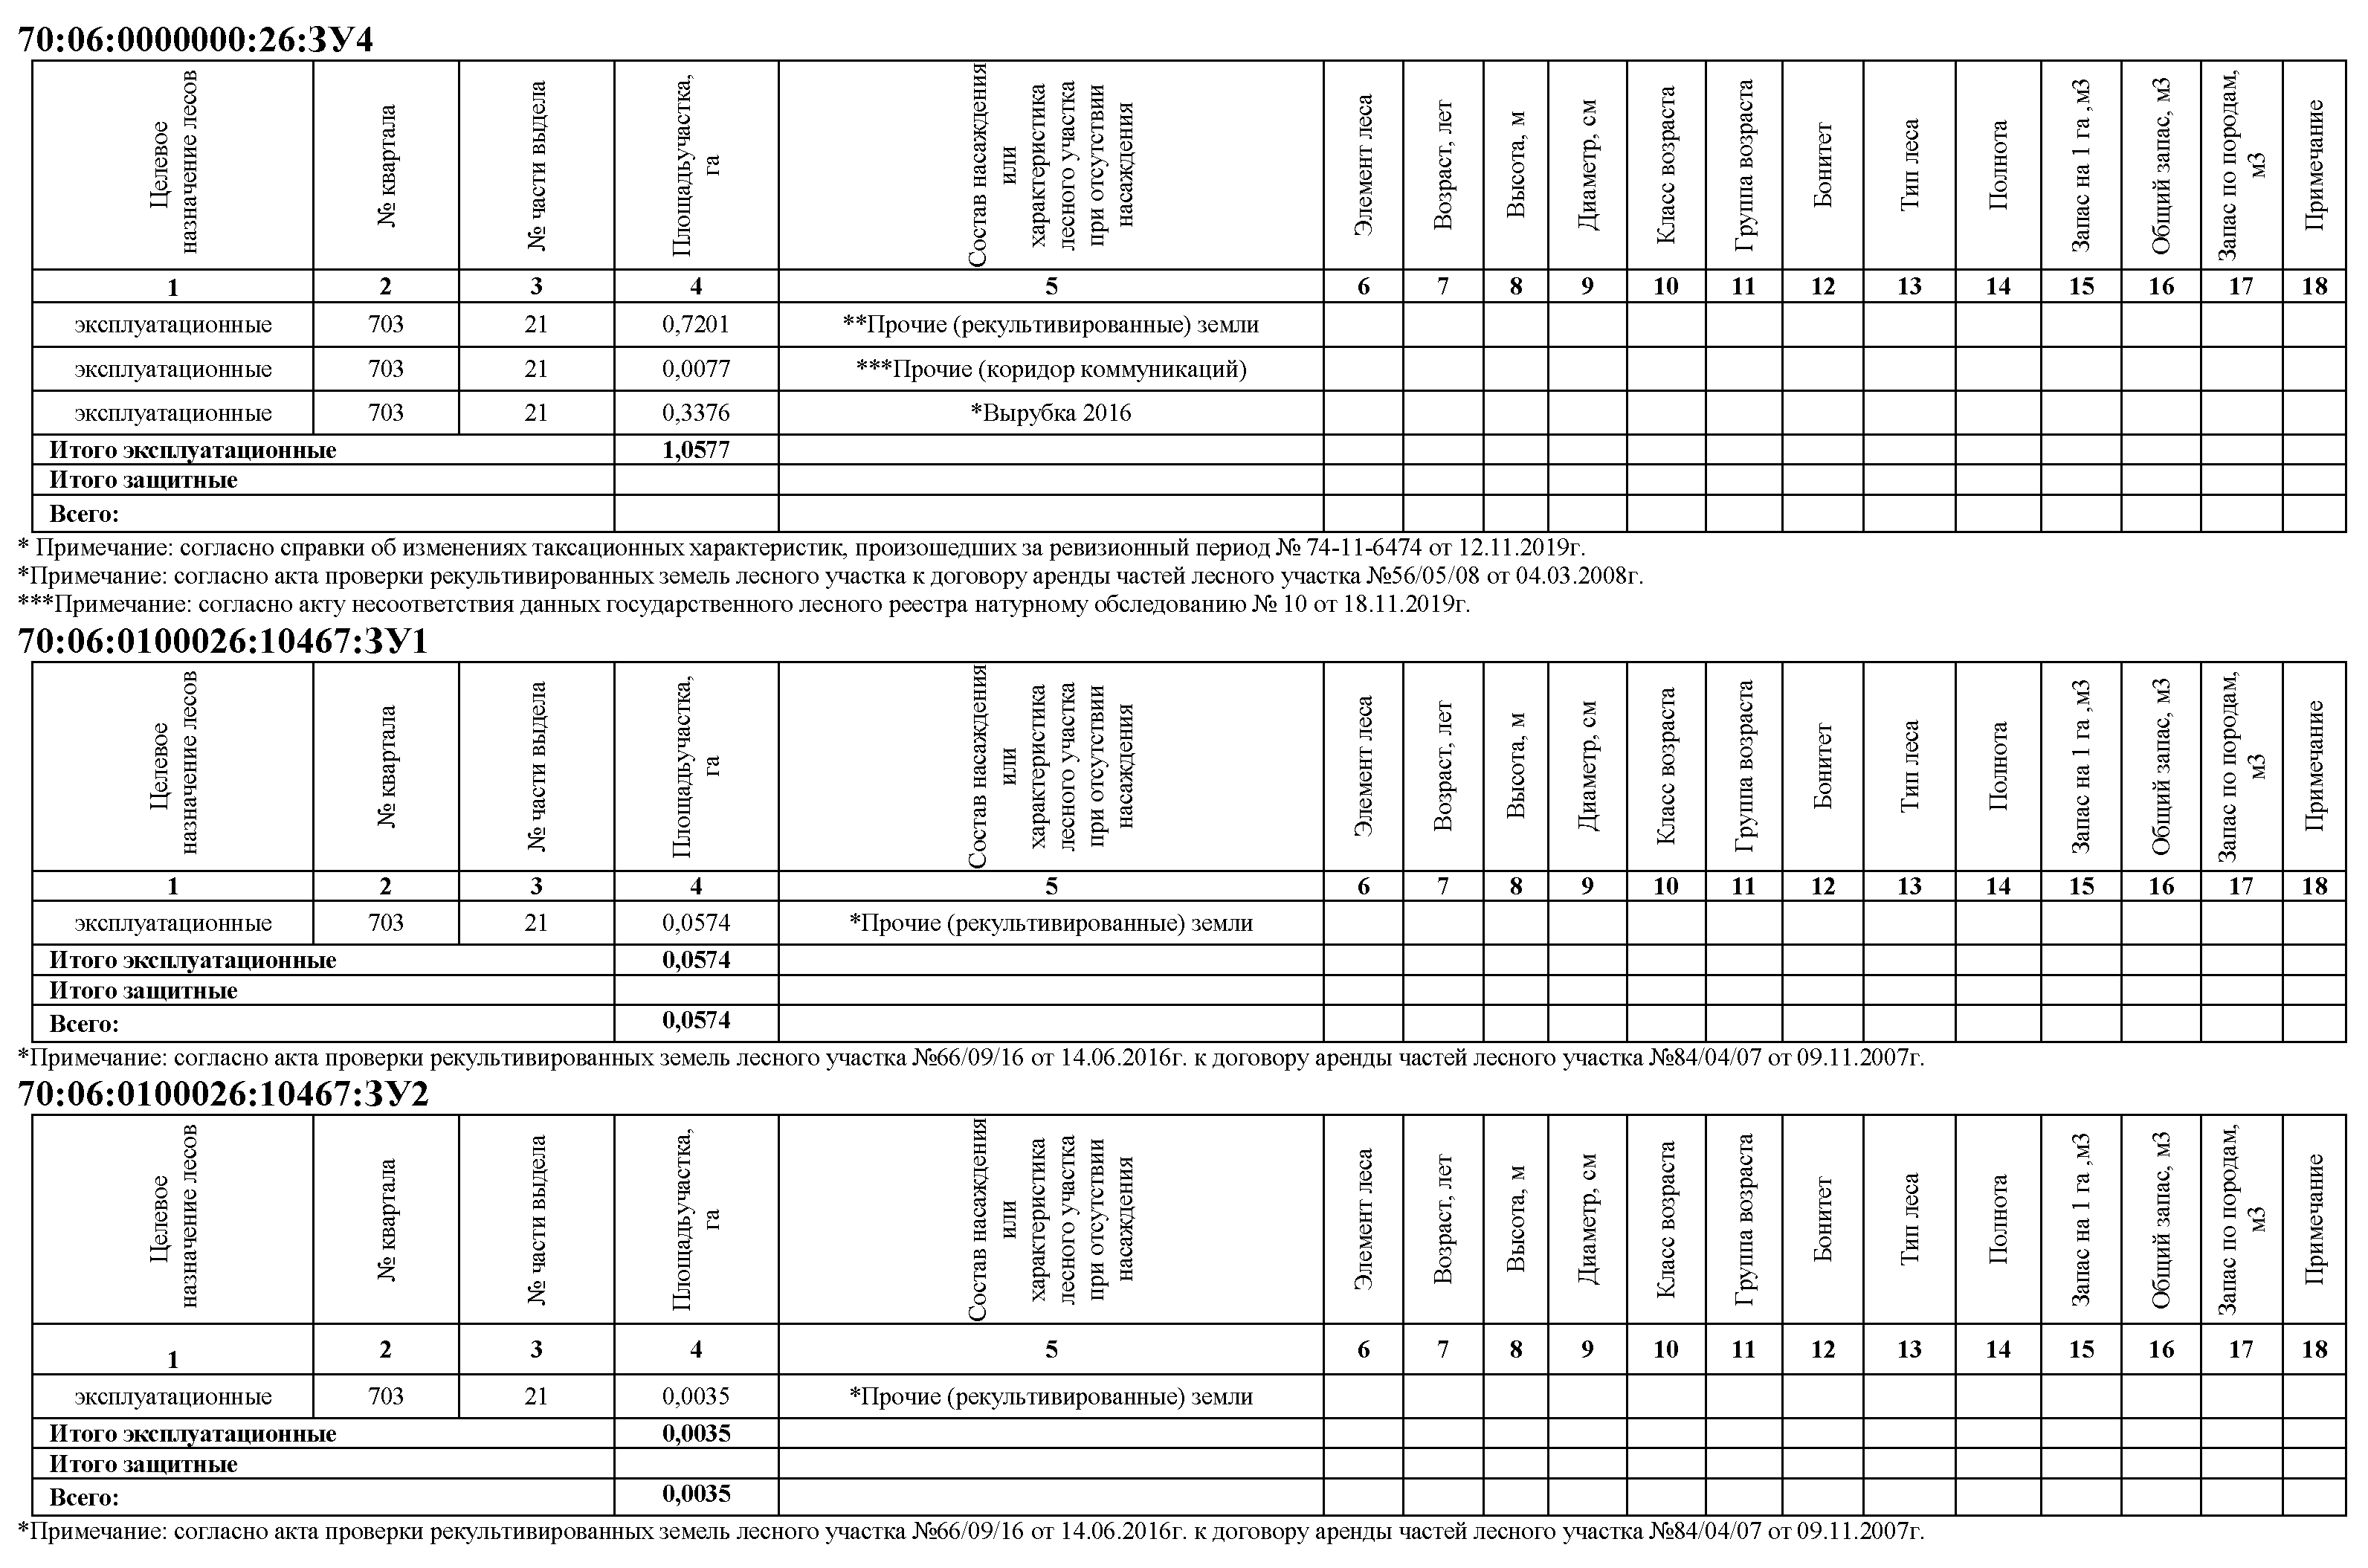 70:06:0000000:26:ЗУ4
Целевое назначение лесов
№ квартала
№ части выдела
Площадьучастка, га
Состав насаждения или характеристика лесного участка при отсутствии насаждения
Элемент леса
Возраст, лет
Высота, м
Диаметр, см
Класс возраста
Группа возраста
Бонитет
Тип леса
Полнота
Запас на 1 га ,м3
Общий запас, м3
Запас по породам, м3
Примечание
1 2 3 4 5 6 7 8 9 10 11 12 13 14 15 16 17 18
эксплуатационные 703 21 0,7201 **Прочие (рекультивированные) земли
эксплуатационные 703 21 0,0077 ***Прочие (коридор коммуникаций)
эксплуатационные 703 21 0,3376 *Вырубка 2016
Итого эксплуатационные 1,0577
Итого защитные
Всего:
* Примечание: согласно справки об изменениях таксационных характеристик, произошедших за ревизионный период № 74-11-6474 от 12.11.2019г.
*Примечание: согласно акта проверки рекультивированных земель лесного участка к договору аренды частей лесного участка №56/05/08 от 04.03.2008г.
***Примечание: согласно акту несоответствия данных государственного лесного реестра натурному обследованию № 10 от 18.11.2019г.
70:06:0100026:10467:ЗУ1
Целевое назначение лесов
№ квартала
№ части выдела
Площадьучастка, га
Состав насаждения или характеристика лесного участка при отсутствии насаждения
Элемент леса
Возраст, лет
Высота, м
Диаметр, см
Класс возраста
Группа возраста
Бонитет
Тип леса
Полнота
Запас на 1 га ,м3
Общий запас, м3
Запас по породам, м3
Примечание
1 2 3 4 5 6 7 8 9 10 11 12 13 14 15 16 17 18
эксплуатационные 703 21 0,0574 *Прочие (рекультивированные) земли
Итого эксплуатационные 0,0574
Итого защитные
Всего: 0,0574
*Примечание: согласно акта проверки рекультивированных земель лесного участка №66/09/16 от 14.06.2016г. к договору аренды частей лесного участка №84/04/07 от 09.11.2007г.
70:06:0100026:10467:ЗУ2
Целевое назначение лесов
№ квартала
№ части выдела
Площадьучастка, га
Состав насаждения или характеристика лесного участка при отсутствии насаждения
Элемент леса
Возраст, лет
Высота, м
Диаметр, см
Класс возраста
Группа возраста
Бонитет
Тип леса
Полнота
Запас на 1 га ,м3
Общий запас, м3
Запас по породам, м3
Примечание
1 2 3 4 5 6 7 8 9 10 11 12 13 14 15 16 17 18
эксплуатационные 703 21 0,0035 *Прочие (рекультивированные) земли
Итого эксплуатационные 0,0035
Итого защитные
Всего: 0,0035
*Примечание: согласно акта проверки рекультивированных земель лесного участка №66/09/16 от 14.06.2016г. к договору аренды частей лесного участка №84/04/07 от 09.11.2007г.